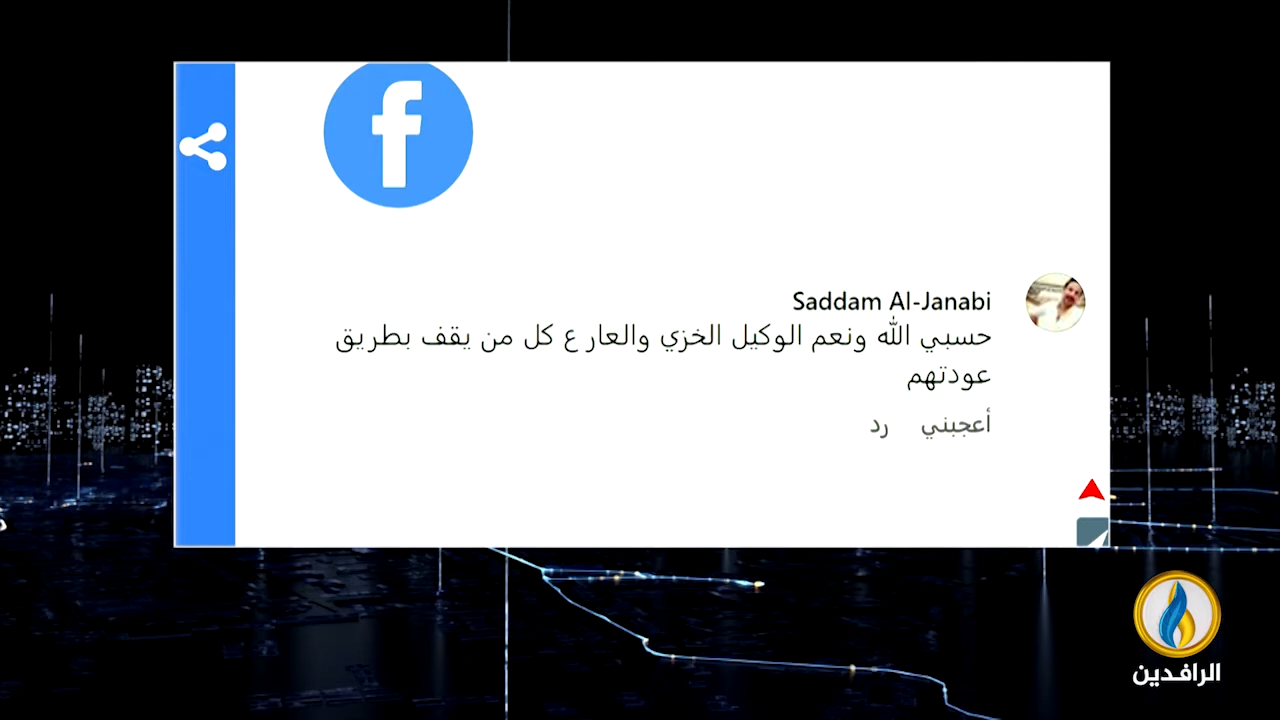 Saddam Al-Janabi
حسبي الله ونعم الوكيل الخزي والعار ع كل من يقف بطريق
عودتهم
أعجبني رد
الرافدين